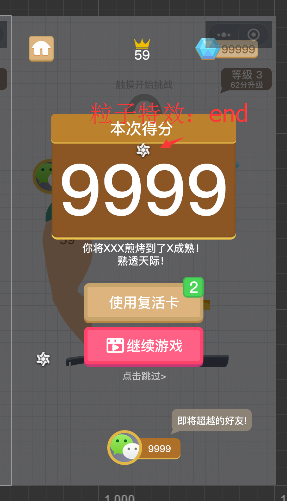 59
99999
等级 3
82分升级
触摸开始挑战
粒子特效：end
本次得分
9999
59
你将XXX煎烤到了X成熟！
熟透天际！
2
使用复活卡
继续游戏
点击跳过>
即将超越的好友!
9999
1,000